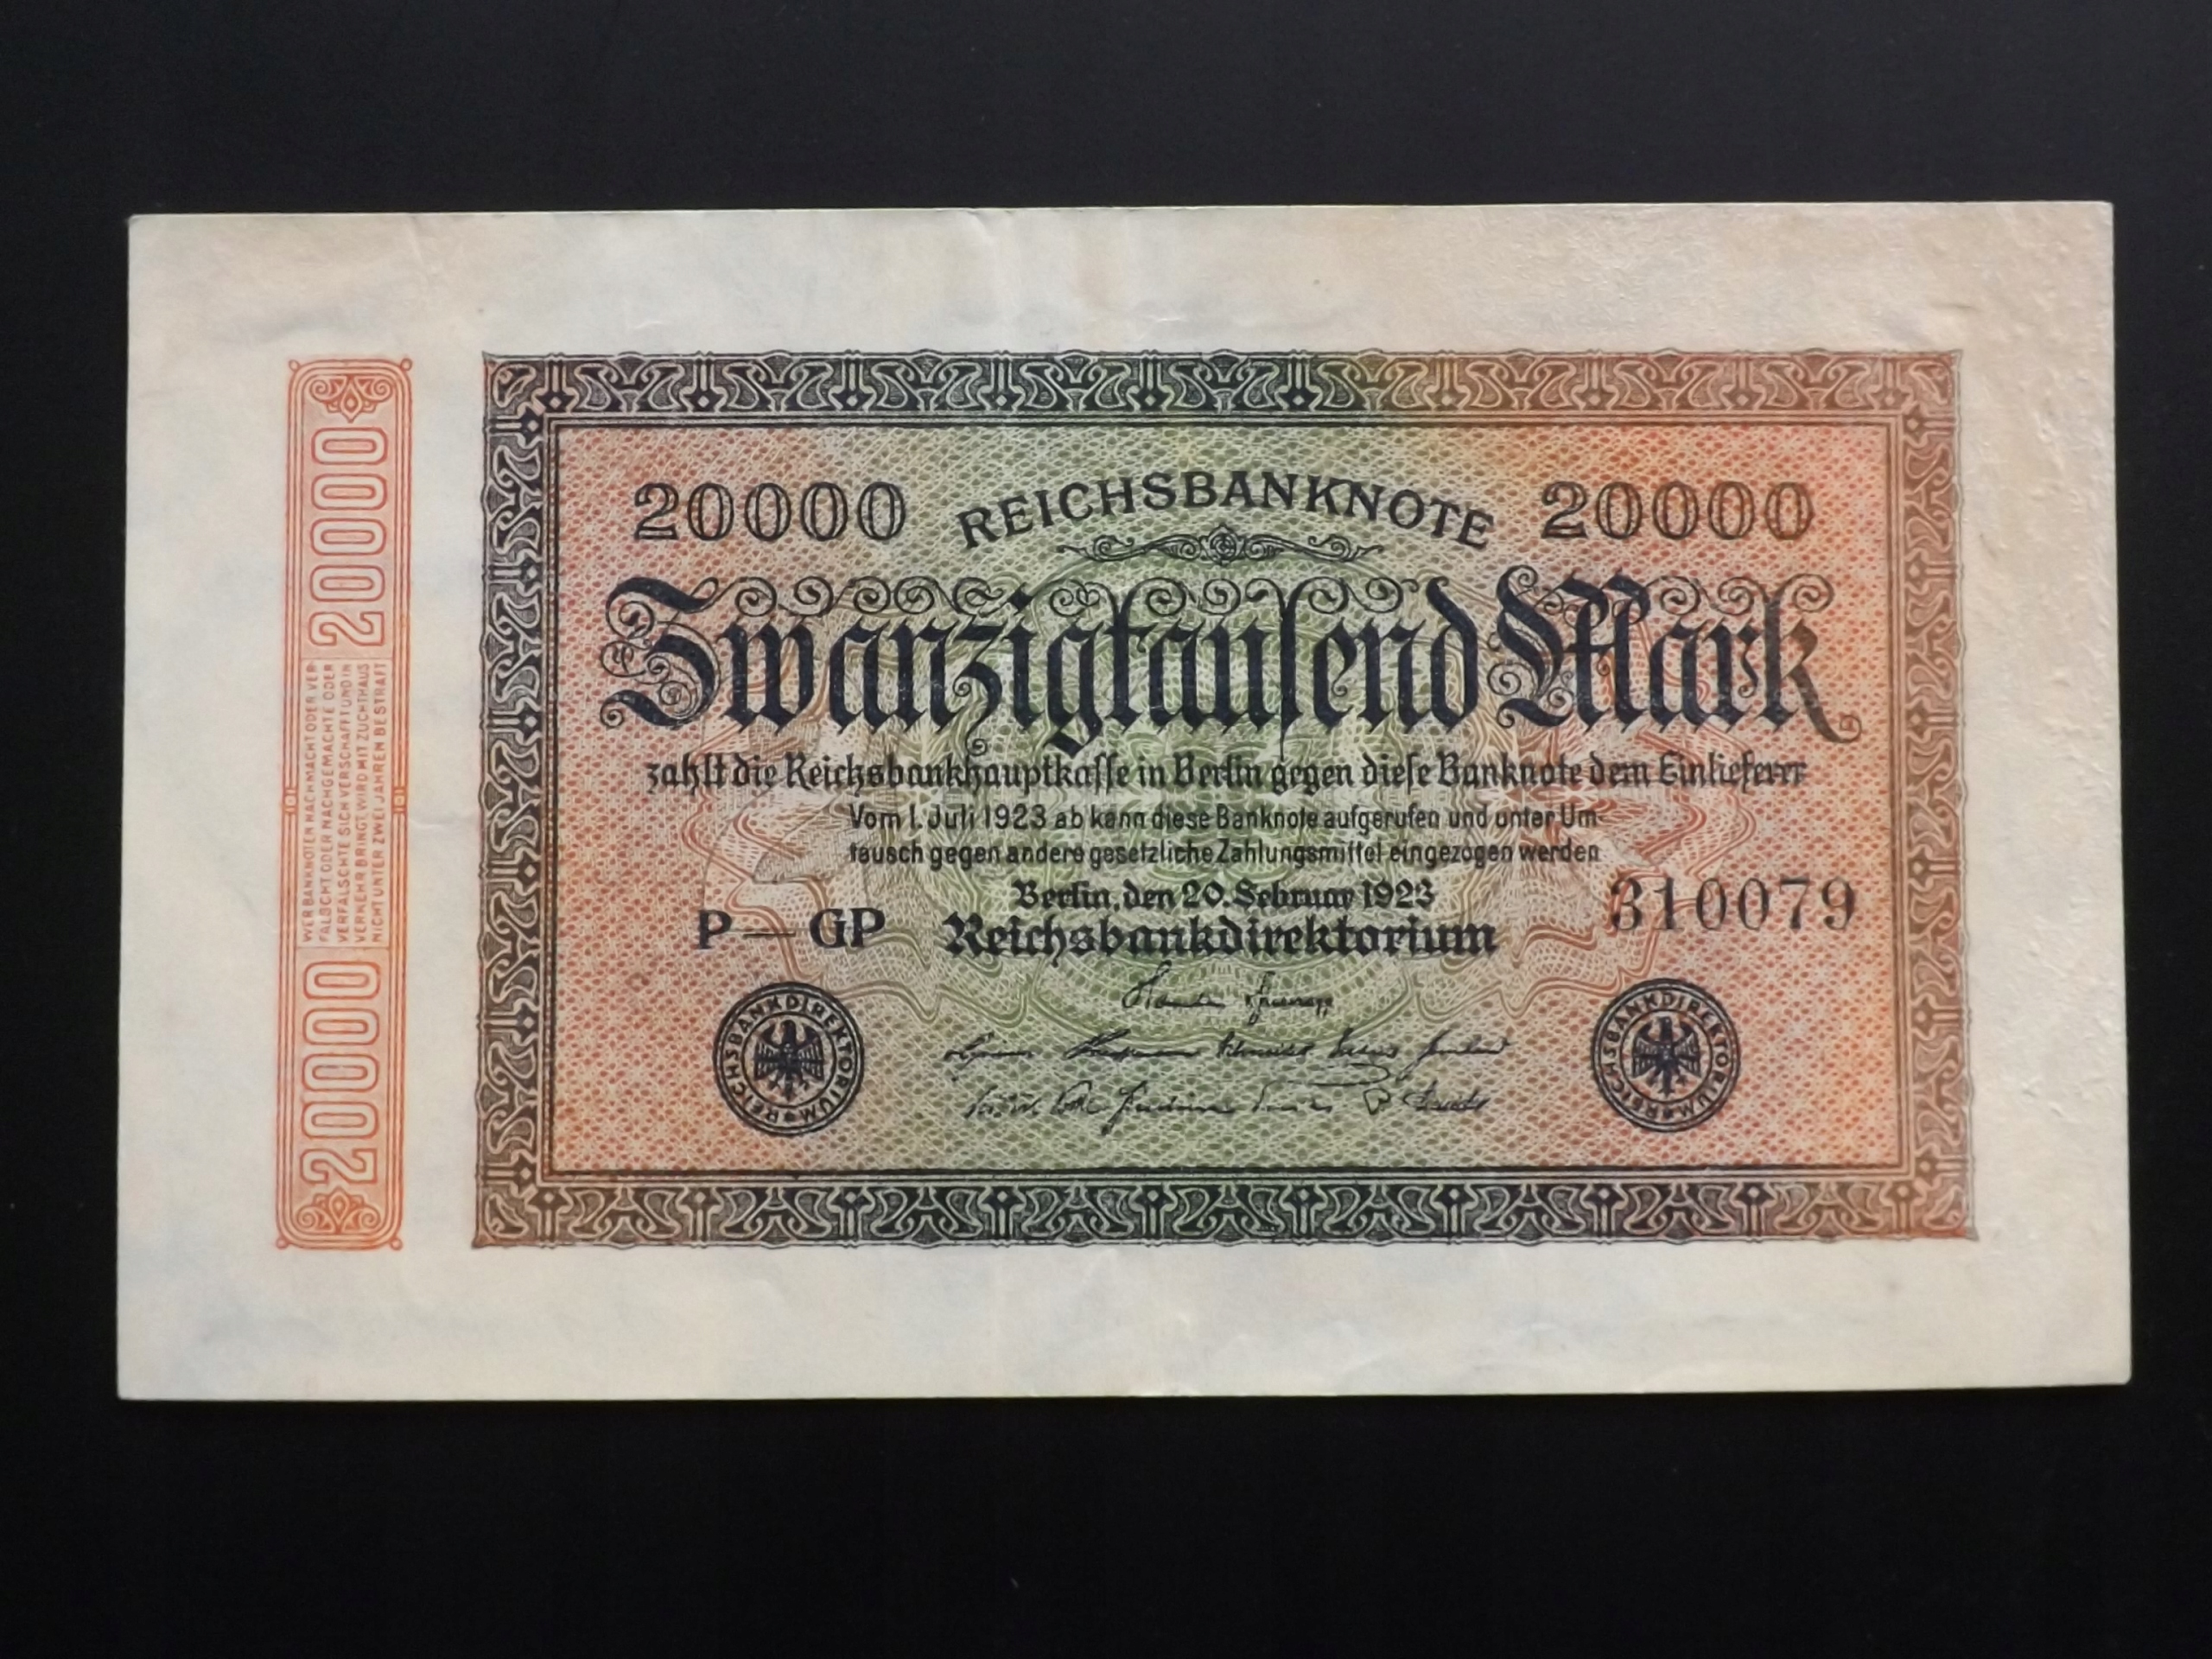 20000
WER BANKNOTEN NACHMACHT ODER VER-
FÄLSCHT ODER NACHGEMACHTE ODER
VERFÄLSCHTE SICH VERSCHAFFT UND IN
VERKEHR BRINGT, WIRD MIT ZUCHTHAUS
NICHT UNTER ZWEI JAHREN BESTRAFT
20000
20000 REICHSBANKNOTE 20000
Zwanzigtauſend Mark
zahlt die Reichsbankhauptkaſſe in Berlin gegen dieſe Banknote dem Einlieferer
Vom 1. Juli 1923 ab kann diese Banknote aufgerufen und unter Um-
tausch gegen andere gesetzliche Zahlungsmittel eingezogen werden
Berlin, den 20. Februar 1923
P — GP Reichsbankdirektorium 310079
REICHSBANKDIREKTORIUM
REICHSBANKDIREKTORIUM